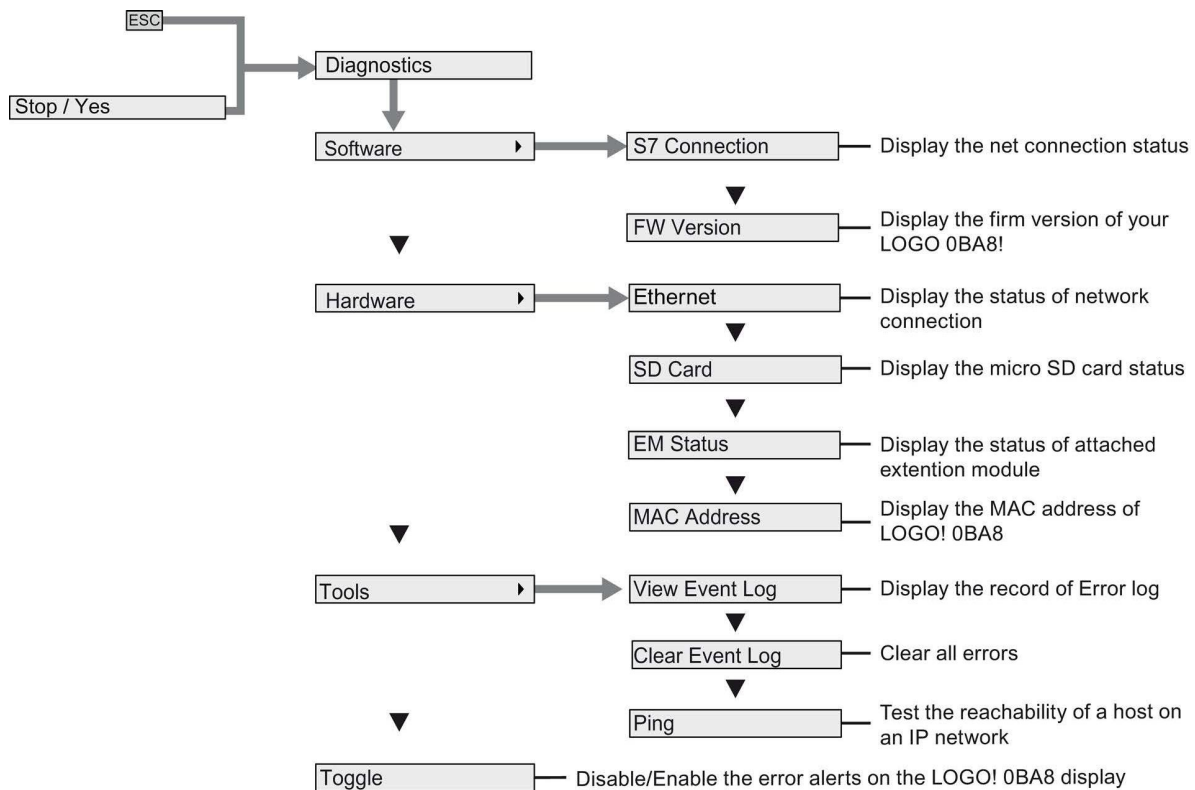 ESC
Diagnostics
Stop / Yes
Software
S7 Connection
Display the net connection status
FW Version
Display the firm version of your
LOGO 0BA8!
Hardware
Ethernet
Display the status of network
connection
SD Card
Display the micro SD card status
EM Status
Display the status of attached
extention module
MAC Address
Display the MAC address of
LOGO! 0BA8
Tools
View Event Log
Display the record of Error log
Clear Event Log
Clear all errors
Ping
Test the reachability of a host on
an IP network
Toggle
Disable/Enable the error alerts on the LOGO! 0BA8 display